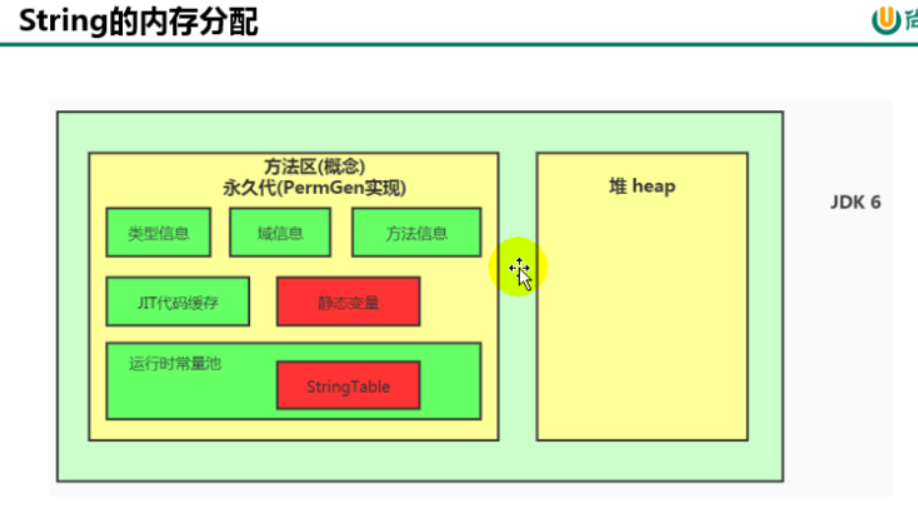 String的内存分配
尚
方法区(概念)
永久代(PermGen实现)
堆 heap
JDK 6
类型信息
域信息
方法信息
JIT代码缓存
静态变量
运行时常量池
StringTable